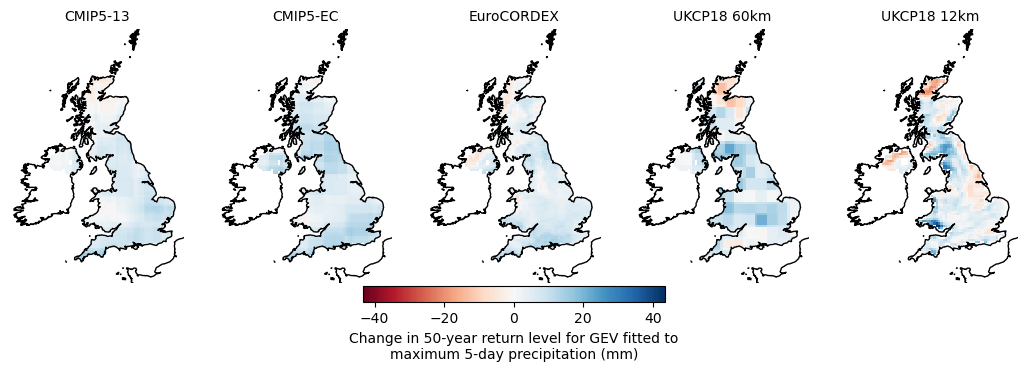 CMIP5-13 CMIP5-EC EuroCORDEX UKCP18 60km UKCP18 12km
−40 −20 0 20 40
Change in 50-year return level for GEV fitted to
maximum 5-day precipitation (mm)